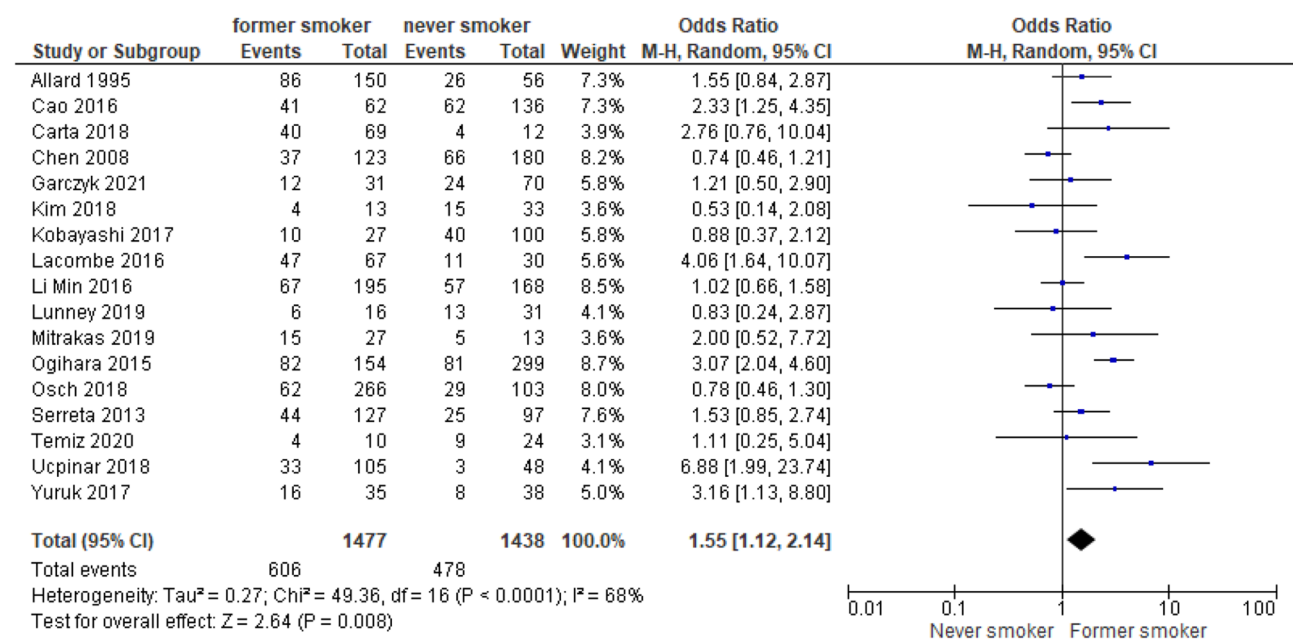 former smoker never smoker Odds Ratio Odds Ratio
Study or Subgroup Events Total Events Total Weight M-H, Random, 95% CI M-H, Random, 95% CI
Allard 1995 86 150 26 56 7.3% 1.55 [0.84, 2.87]
Cao 2016 41 62 62 136 7.3% 2.33 [1.25, 4.35]
Carta 2018 40 69 4 12 3.9% 2.76 [0.76, 10.04]
Chen 2008 37 123 66 180 8.2% 0.74 [0.46, 1.21]
Garczyk 2021 12 31 24 70 5.8% 1.21 [0.50, 2.90]
Kim 2018 4 13 15 33 3.6% 0.53 [0.14, 2.08]
Kobayashi 2017 10 27 40 100 5.8% 0.88 [0.37, 2.12]
Lacombe 2016 47 67 11 30 5.6% 4.06 [1.64, 10.07]
Li Min 2016 67 195 57 168 8.5% 1.02 [0.66, 1.58]
Lunney 2019 6 16 13 31 4.1% 0.83 [0.24, 2.87]
Mitrakas 2019 15 27 5 13 3.6% 2.00 [0.52, 7.72]
Ogihara 2015 82 154 81 299 8.7% 3.07 [2.04, 4.60]
Osch 2018 62 266 29 103 8.0% 0.78 [0.46, 1.30]
Serreta 2013 44 127 25 97 7.6% 1.53 [0.85, 2.74]
Temiz 2020 4 10 9 24 3.1% 1.11 [0.25, 5.04]
Ucpinar 2018 33 105 3 48 4.1% 6.88 [1.99, 23.74]
Yuruk 2017 16 35 8 38 5.0% 3.16 [1.13, 8.80]
Total (95% CI) 1477 1438 100.0% 1.55 [1.12, 2.14]
Total events 606 478
Heterogeneity: Tau² = 0.27; Chi² = 49.36, df = 16 (P < 0.0001); I² = 68%
Test for overall effect: Z = 2.64 (P = 0.008)
0.01 0.1 1 10 100
Never smoker Former smoker